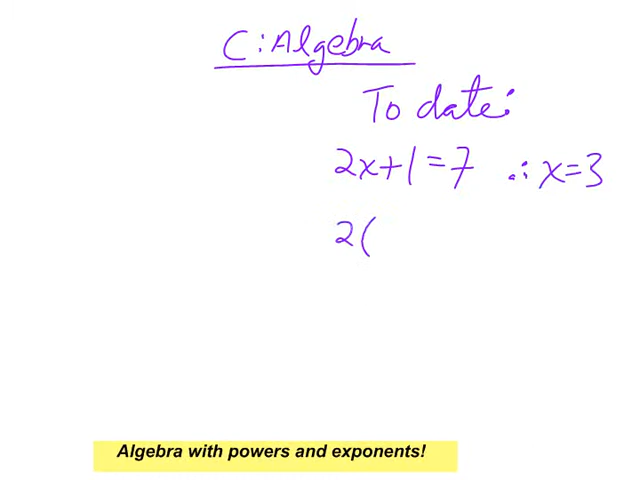 C: Algebra
To date:
2x+1=7 ∴ x=3
2(
Algebra with powers and exponents!